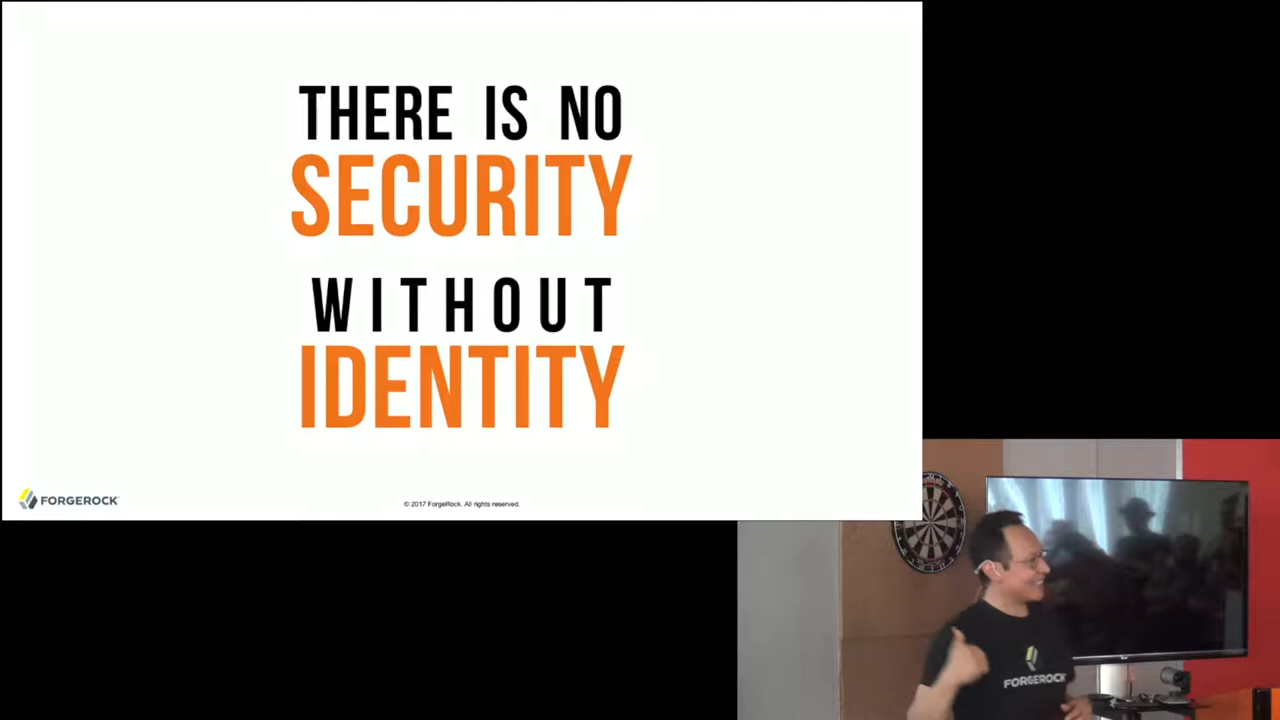 THERE IS NO
SECURITY
WITHOUT
IDENTITY
FORGEROCK
© 2017 ForgeRock. All rights reserved.
FORGEROCK